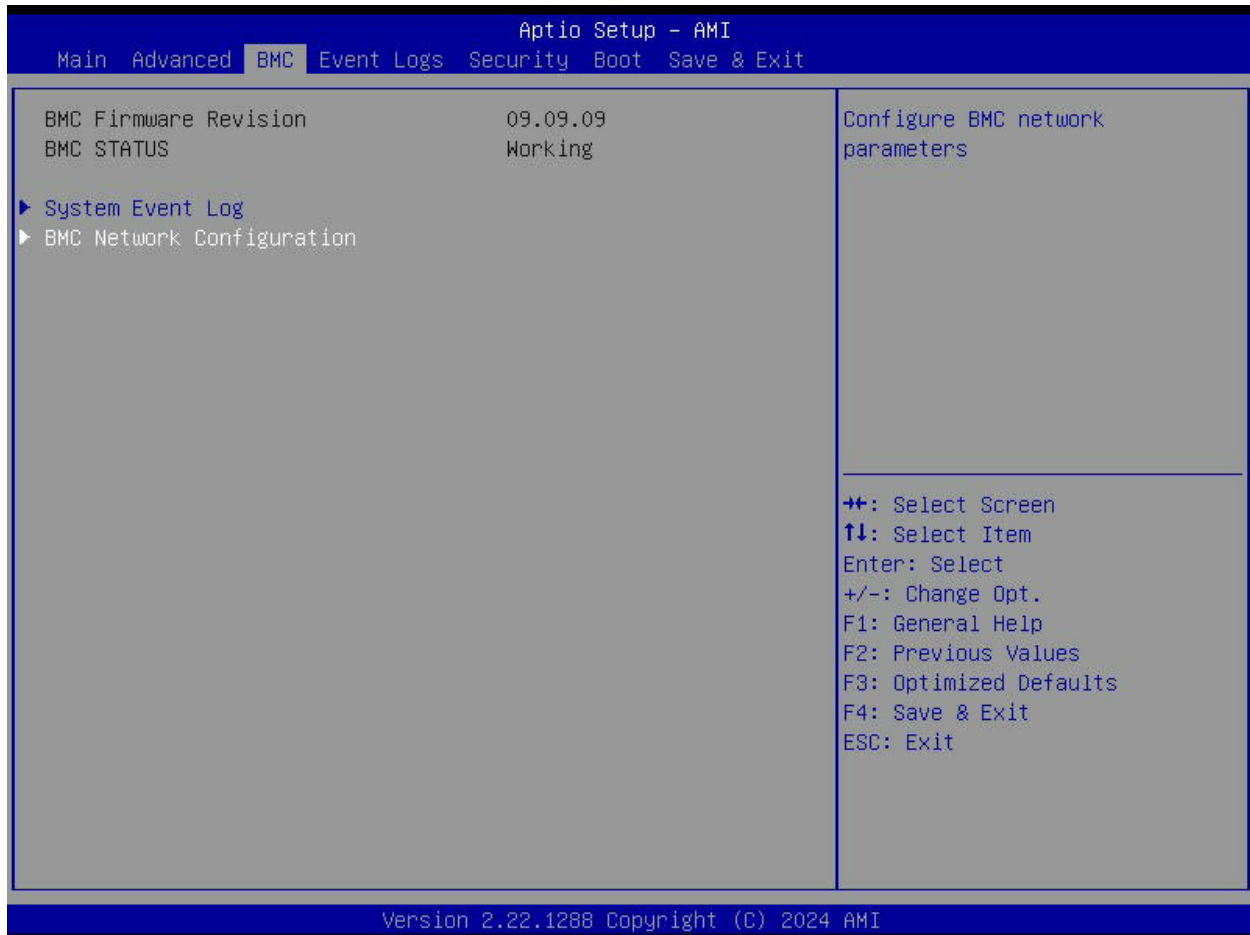 Aptio Setup – AMI
Main Advanced BMC Event Logs Security Boot Save & Exit
BMC Firmware Revision 09.09.09
BMC STATUS Working
System Event Log
BMC Network Configuration
Configure BMC network
parameters
→←: Select Screen
↑↓: Select Item
Enter: Select
+/-: Change Opt.
F1: General Help
F2: Previous Values
F3: Optimized Defaults
F4: Save & Exit
ESC: Exit
Version 2.22.1288 Copyright (C) 2024 AMI